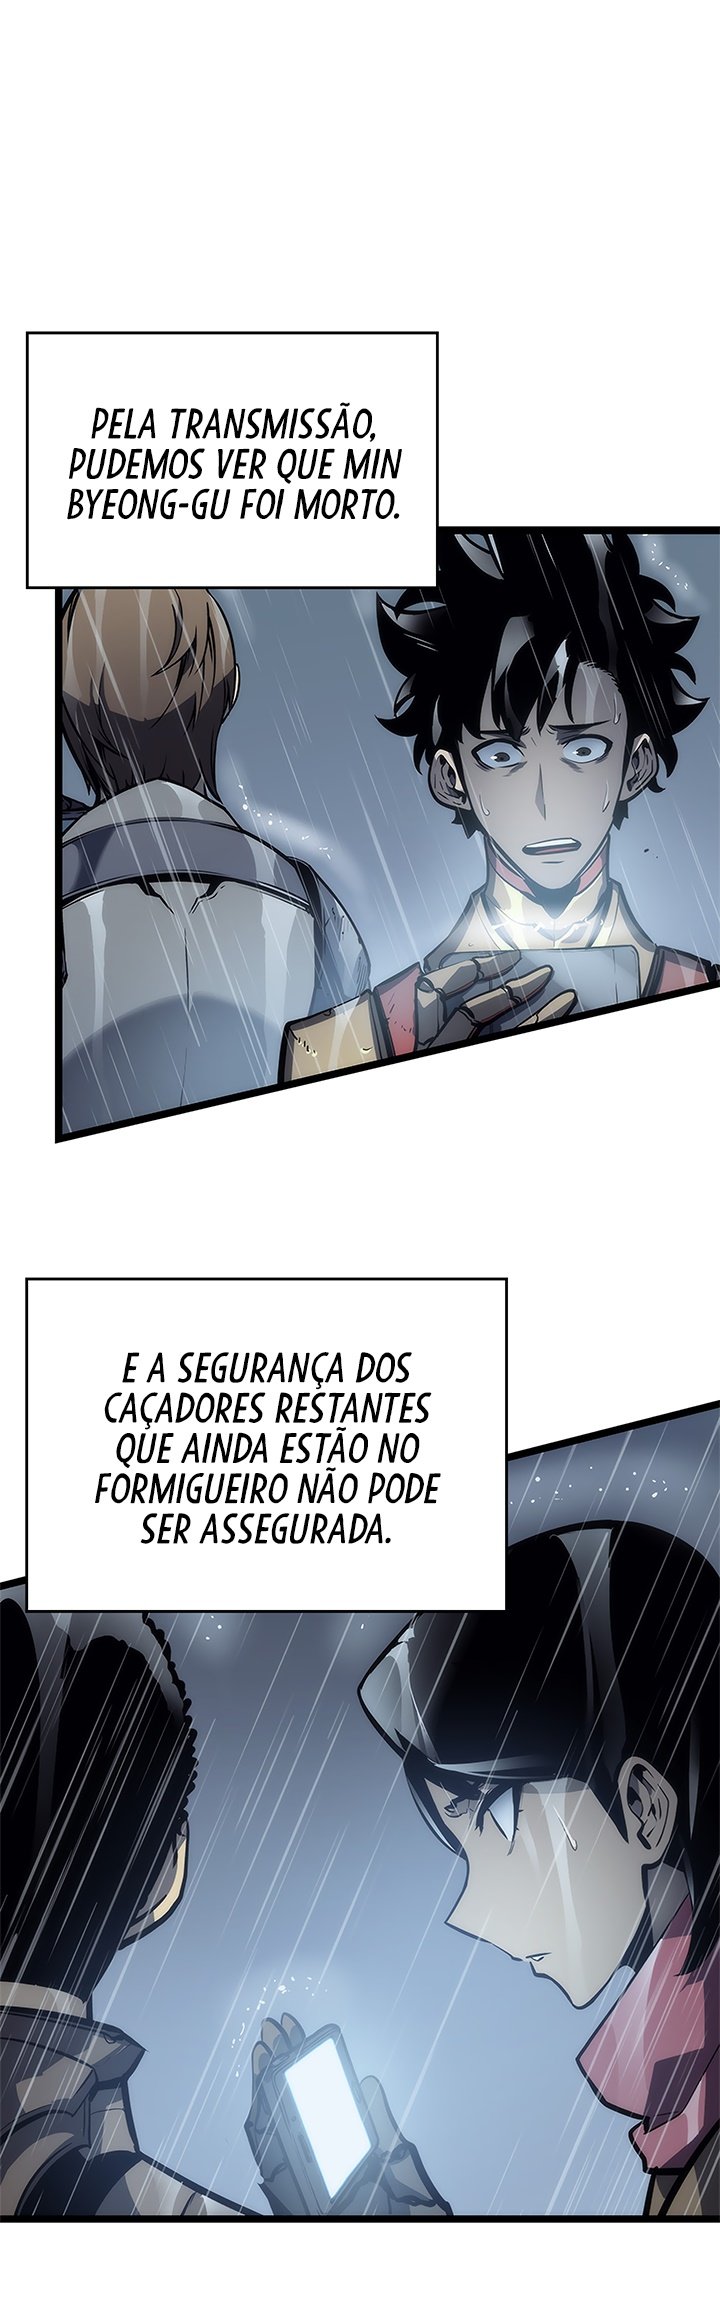 PELA TRANSMISSÃO,
PUDEMOS VER QUE MIN
BYEONG-GU FOI MORTO.
E A SEGURANÇA DOS
CAÇADORES RESTANTES
QUE AINDA ESTÃO NO
FORMIGUEIRO NÃO PODE
SER ASSEGURADA.